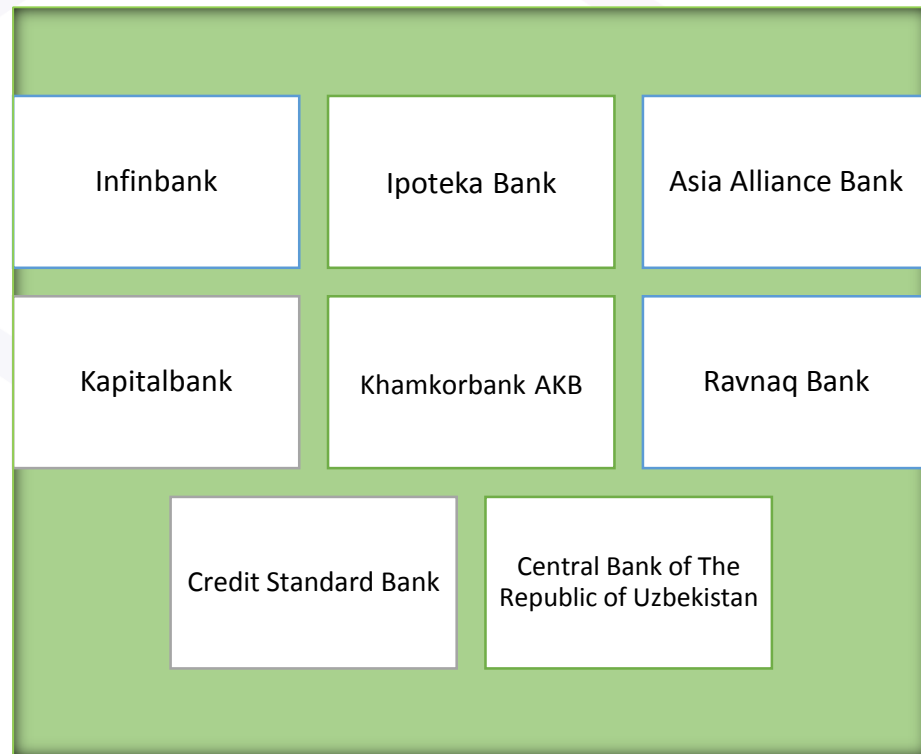 Infinbank
Ipoteka Bank
Asia Alliance Bank
Kapitalbank
Khamkorbank AKB
Ravnaq Bank
Credit Standard Bank
Central Bank of The
Republic of Uzbekistan